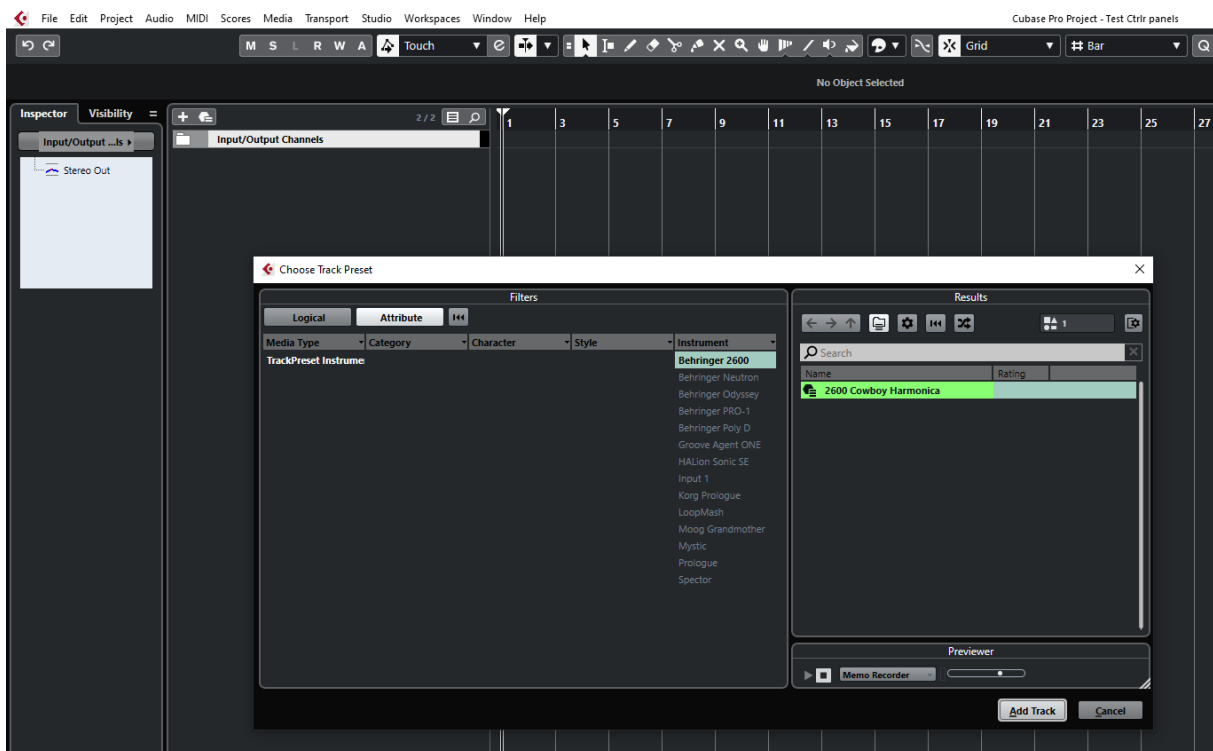 File Edit Project Audio MIDI Scores Media Transport Studio Workspaces Window Help Cubase Pro Project - Test Ctrlr panels
M S L R W A Touch Grid Bar Q
No Object Selected
Inspector Visibility
2/2
1 3 5 7 9 11 13 15 17 19 21 23 25 27
Input/Output ...ls
Input/Output Channels
Stereo Out
Choose Track Preset
Filters
Results
Logical Attribute
1
Media Type Category Character Style Instrument
Search
TrackPreset Instrume
Behringer 2600
Name Rating
Behringer Neutron
2600 Cowboy Harmonica
Behringer Odyssey
Behringer PRO-1
Behringer Poly D
Groove Agent ONE
HALion Sonic SE
Input 1
Korg Prologue
LoopMash
Moog Grandmother
Mystic
Prologue
Spector
Previewer
Memo Recorder
Add Track Cancel